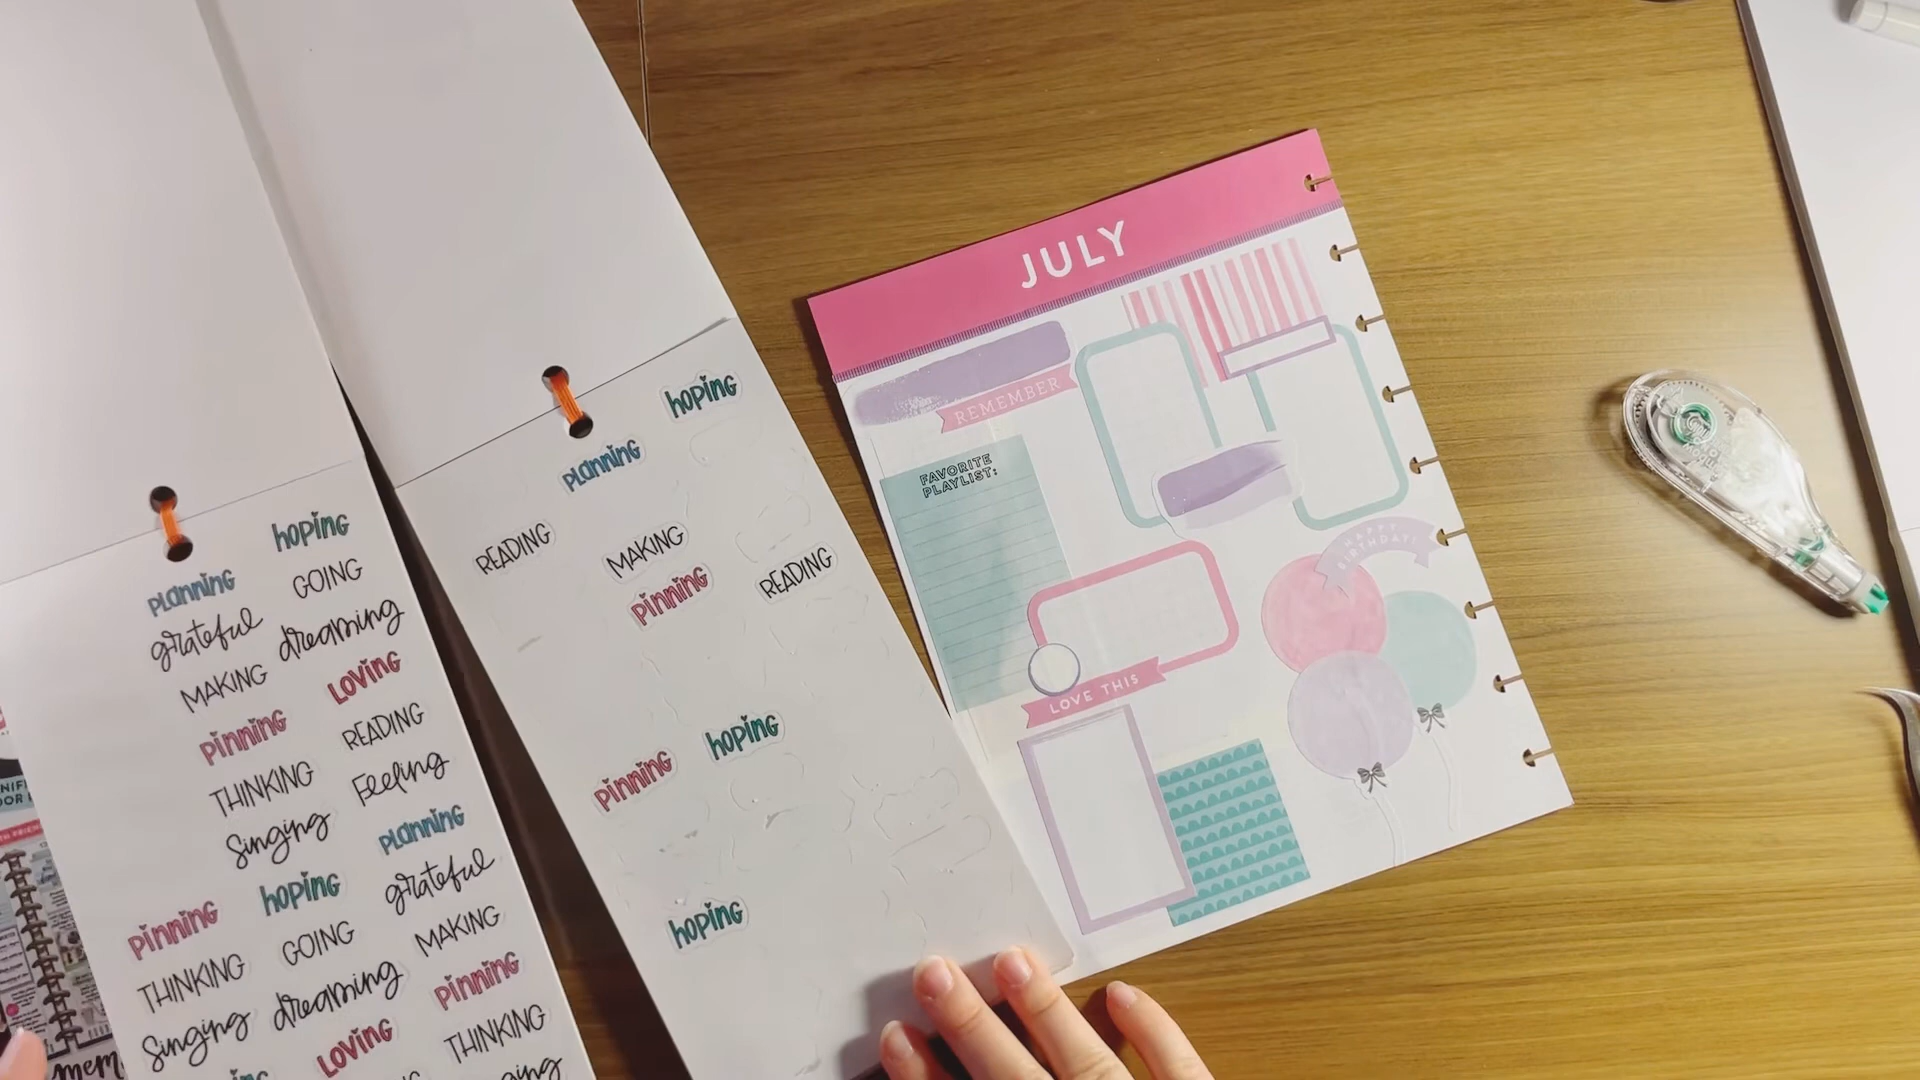 hoping
planning
GOING
grateful
dreaming
MAKING
LOVING
pinning
READING
THINKING
Feeling
Singing
planning
hoping
grateful
pinning
GOING
MAKING
THINKING
dreaming
pinning
Singing
LOVING
THINKING
hoping
planning
READING
MAKING
pinning
READING
hoping
pinning
hoping
JULY
REMEMBER
FAVORITE
PLAYLIST:
HAPPY
BIRTHDAY!
LOVE THIS